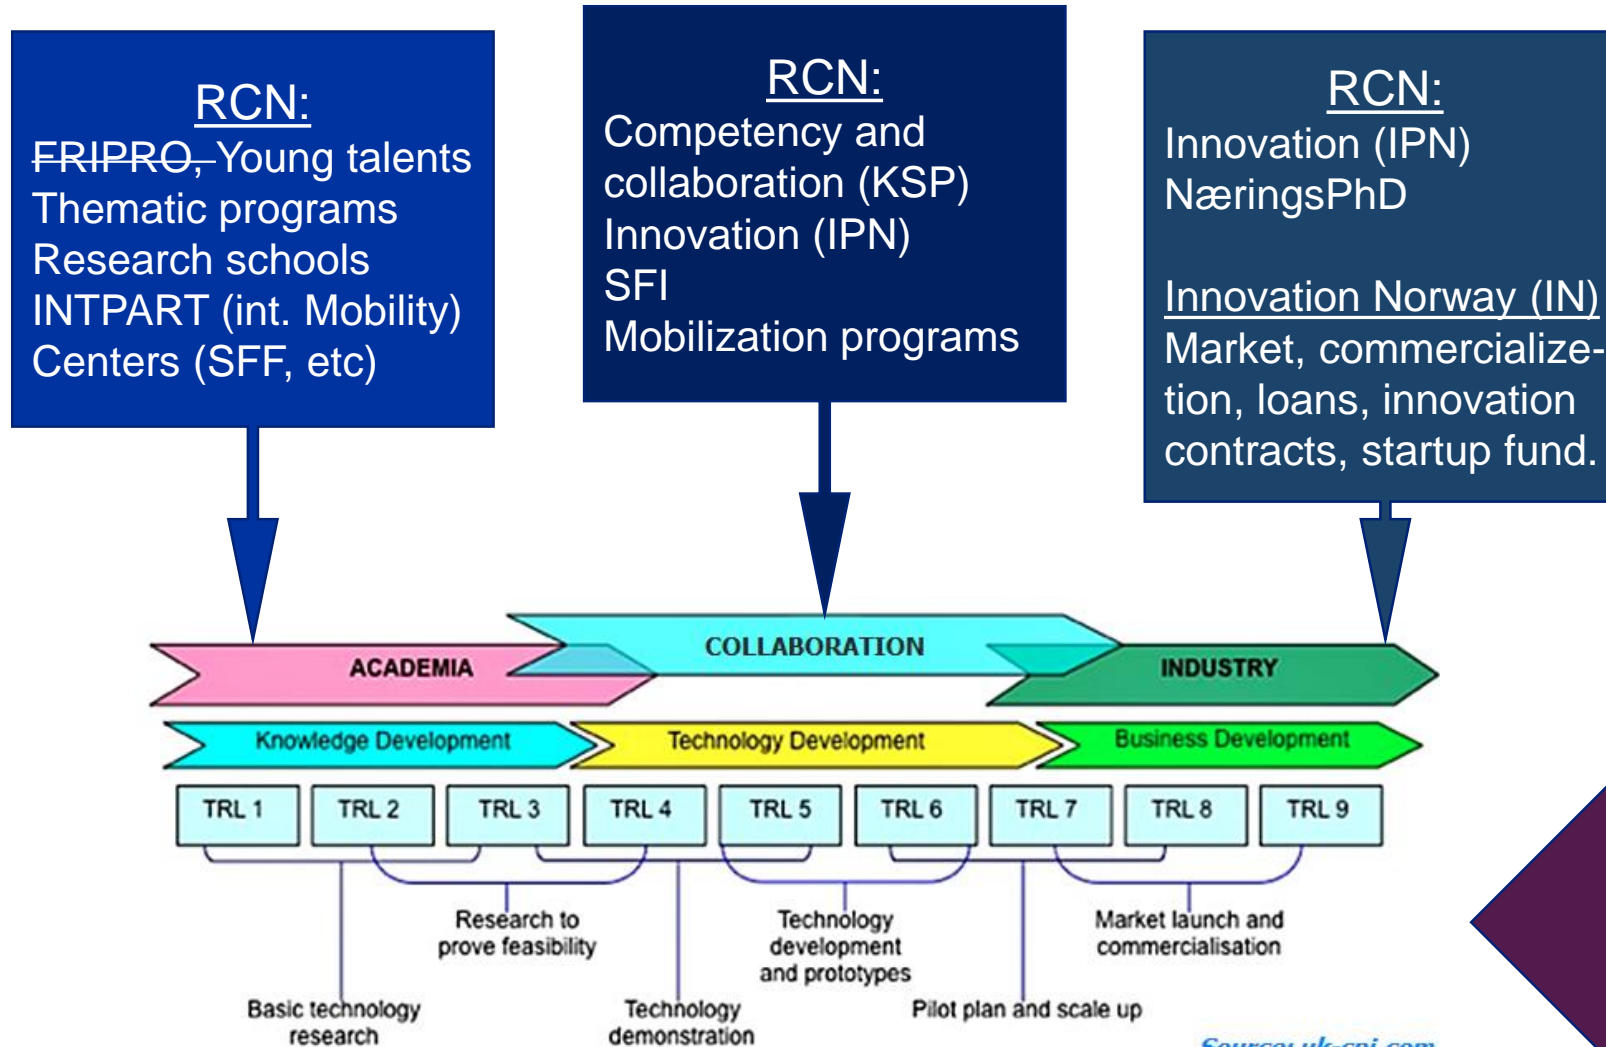 RCN:
FRIPRO, Young talents
Thematic programs
Research schools
INTPART (int. Mobility)
Centers (SFF, etc)
RCN:
Competency and
collaboration (KSP)
Innovation (IPN)
SFI
Mobilization programs
RCN:
Innovation (IPN)
NæringsPhD
Innovation Norway (IN)
Market, commercialize-
tion, loans, innovation
contracts, startup fund.
ACADEMIA
COLLABORATION
INDUSTRY
Knowledge Development
Technology Development
Business Development
TRL 1
TRL 2
TRL 3
TRL 4
TRL 5
TRL 6
TRL 7
TRL 8
TRL 9
Research to
prove feasibility
Technology
development
and prototypes
Market launch and
commercialisation
Basic technology
research
Technology
demonstration
Pilot plan and scale up
Source: uk-cpi.com